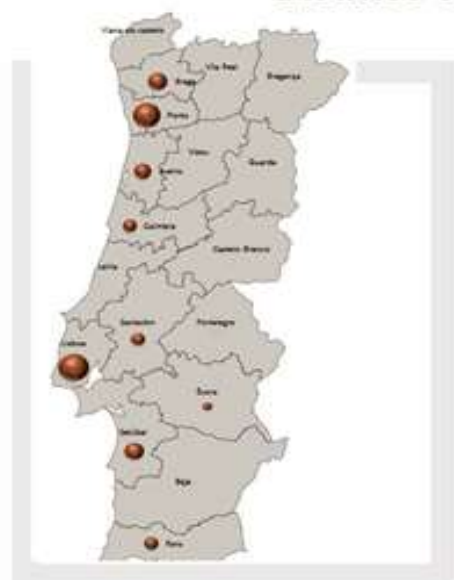 Viana do Castelo
Braga
Vila Real
Bragança
Porto
Viseu
Aveiro
Guarda
Coimbra
Castelo Branco
Leiria
Santarém
Portalegre
Lisboa
Évora
Setúbal
Beja
Faro